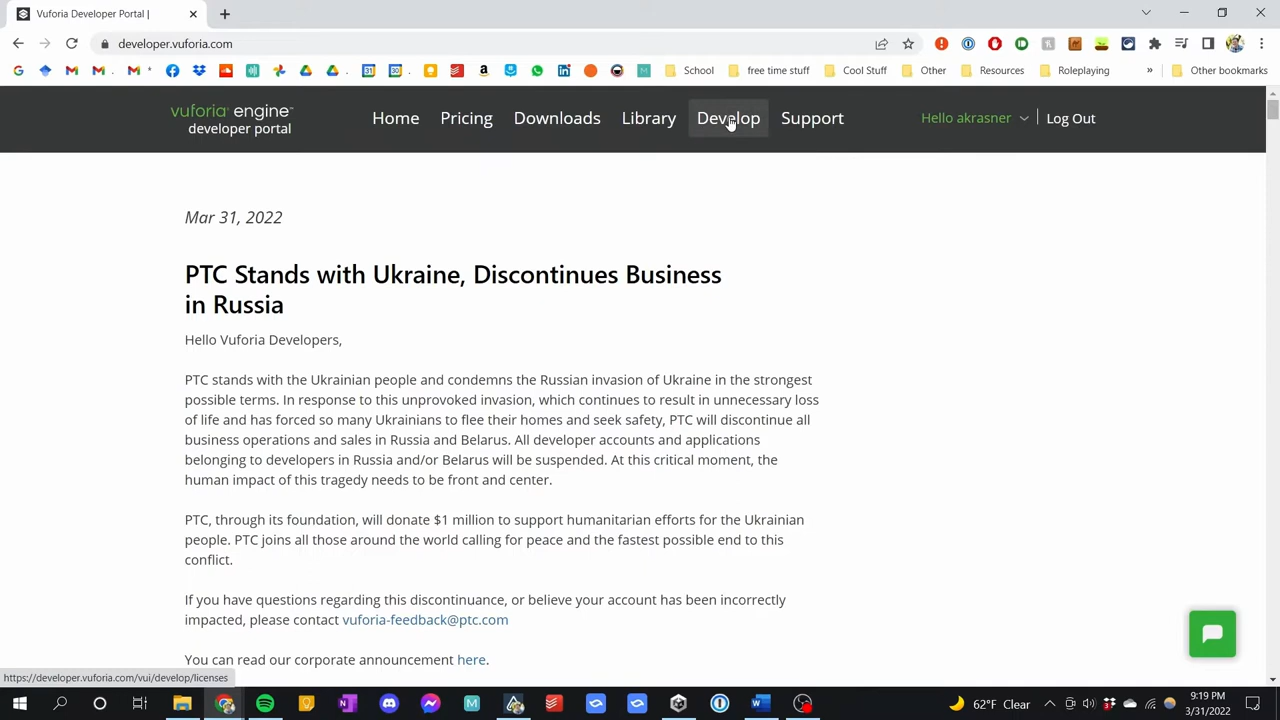 Vuforia Developer Portal |
developer.vuforia.com
School
free time stuff
Cool Stuff
Other
Resources
Roleplaying
»
Other bookmarks
vuforia® engine™
developer portal
Home
Pricing
Downloads
Library
Develop
Support
Hello akrasner
Log Out
Mar 31, 2022
PTC Stands with Ukraine, Discontinues Business
in Russia
Hello Vuforia Developers,
PTC stands with the Ukrainian people and condemns the Russian invasion of Ukraine in the strongest
possible terms. In response to this unprovoked invasion, which continues to result in unnecessary loss
of life and has forced so many Ukrainians to flee their homes and seek safety, PTC will discontinue all
business operations and sales in Russia and Belarus. All developer accounts and applications
belonging to developers in Russia and/or Belarus will be suspended. At this critical moment, the
human impact of this tragedy needs to be front and center.
PTC, through its foundation, will donate $1 million to support humanitarian efforts for the Ukrainian
people. PTC joins all those around the world calling for peace and the fastest possible end to this
conflict.
If you have questions regarding this discontinuance, or believe your account has been incorrectly
impacted, please contact vuforia-feedback@ptc.com
You can read our corporate announcement here.
https://developer.vuforia.com/vui/develop/licenses
62°F Clear
9:19 PM
3/31/2022